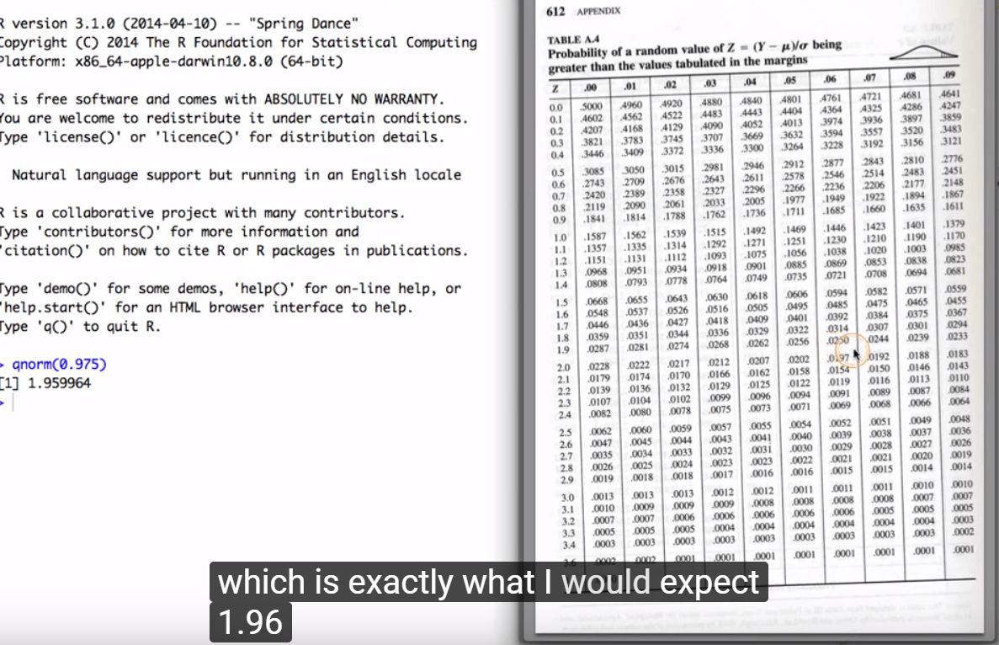 R version 3.1.0 (2014-04-10) -- "Spring Dance"
Copyright (C) 2014 The R Foundation for Statistical Computing
Platform: x86_64-apple-darwin10.8.0 (64-bit)
R is free software and comes with ABSOLUTELY NO WARRANTY.
You are welcome to redistribute it under certain conditions.
Type 'license()' or 'licence()' for distribution details.
Natural language support but running in an English locale
R is a collaborative project with many contributors.
Type 'contributors()' for more information and
'citation()' on how to cite R or R packages in publications.
Type 'demo()' for some demos, 'help()' for on-line help, or
'help.start()' for an HTML browser interface to help.
Type 'q()' to quit R.
> qnorm(0.975)
[1] 1.959964
>
612 APPENDIX
TABLE A.4
Probability of a random value of Z = (Y − μ)/σ being
greater than the values tabulated in the margins
Z .00 .01 .02 .03 .04 .05 .06 .07 .08 .09
0.0 .5000 .4960 .4920 .4880 .4840 .4801 .4761 .4721 .4681 .4641
0.1 .4602 .4562 .4522 .4483 .4443 .4404 .4364 .4325 .4286 .4247
0.2 .4207 .4168 .4129 .4090 .4052 .4013 .3974 .3936 .3897 .3859
0.3 .3821 .3783 .3745 .3707 .3669 .3632 .3594 .3557 .3520 .3483
0.4 .3446 .3409 .3372 .3336 .3300 .3264 .3228 .3192 .3156 .3121
0.5 .3085 .3050 .3015 .2981 .2946 .2912 .2877 .2843 .2810 .2776
0.6 .2743 .2709 .2676 .2643 .2611 .2578 .2546 .2514 .2483 .2451
0.7 .2420 .2389 .2358 .2327 .2296 .2266 .2236 .2206 .2177 .2148
0.8 .2119 .2090 .2061 .2033 .2005 .1977 .1949 .1922 .1894 .1867
0.9 .1841 .1814 .1788 .1762 .1736 .1711 .1685 .1660 .1635 .1611
1.0 .1587 .1562 .1539 .1515 .1492 .1469 .1446 .1423 .1401 .1379
1.1 .1357 .1335 .1314 .1292 .1271 .1251 .1230 .1210 .1190 .1170
1.2 .1151 .1131 .1112 .1093 .1075 .1056 .1038 .1020 .1003 .0985
1.3 .0968 .0951 .0934 .0918 .0901 .0885 .0869 .0853 .0838 .0823
1.4 .0808 .0793 .0778 .0764 .0749 .0735 .0721 .0708 .0694 .0681
1.5 .0668 .0655 .0643 .0630 .0618 .0606 .0594 .0582 .0571 .0559
1.6 .0548 .0537 .0526 .0516 .0505 .0495 .0485 .0475 .0465 .0455
1.7 .0446 .0436 .0427 .0418 .0409 .0401 .0392 .0384 .0375 .0367
1.8 .0359 .0351 .0344 .0336 .0329 .0322 .0314 .0307 .0301 .0294
1.9 .0287 .0281 .0274 .0268 .0262 .0256 .0250 .0244 .0239 .0233
2.0 .0228 .0222 .0217 .0212 .0207 .0202 .0197 .0192 .0188 .0183
2.1 .0179 .0174 .0170 .0166 .0162 .0158 .0154 .0150 .0146 .0143
2.2 .0139 .0136 .0132 .0129 .0125 .0122 .0119 .0116 .0113 .0110
2.3 .0107 .0104 .0102 .0099 .0096 .0094 .0091 .0089 .0087 .0084
2.4 .0082 .0080 .0078 .0075 .0073 .0071 .0069 .0068 .0066 .0064
2.5 .0062 .0060 .0059 .0057 .0055 .0054 .0052 .0051 .0049 .0048
2.6 .0047 .0045 .0044 .0043 .0041 .0040 .0039 .0038 .0037 .0036
2.7 .0035 .0034 .0033 .0032 .0031 .0030 .0029 .0028 .0027 .0026
2.8 .0026 .0025 .0024 .0023 .0023 .0022 .0021 .0021 .0020 .0019
2.9 .0019 .0018 .0018 .0017 .0016 .0016 .0015 .0015 .0014 .0014
3.0 .0013 .0013 .0013 .0012 .0012 .0011 .0011 .0011 .0010 .0010
3.1 .0010 .0009 .0009 .0009 .0008 .0008 .0008 .0008 .0007 .0007
3.2 .0007 .0007 .0006 .0006 .0006 .0006 .0006 .0005 .0005 .0005
3.3 .0005 .0005 .0005 .0004 .0004 .0004 .0004 .0004 .0004 .0003
3.4 .0003 .0003 .0003 .0003 .0003 .0003 .0003 .0003 .0003 .0002
3.6 .0002 .0002 .0001 .0001 .0001 .0001 .0001 .0001 .0001 .0001
which is exactly what I would expect
1.96